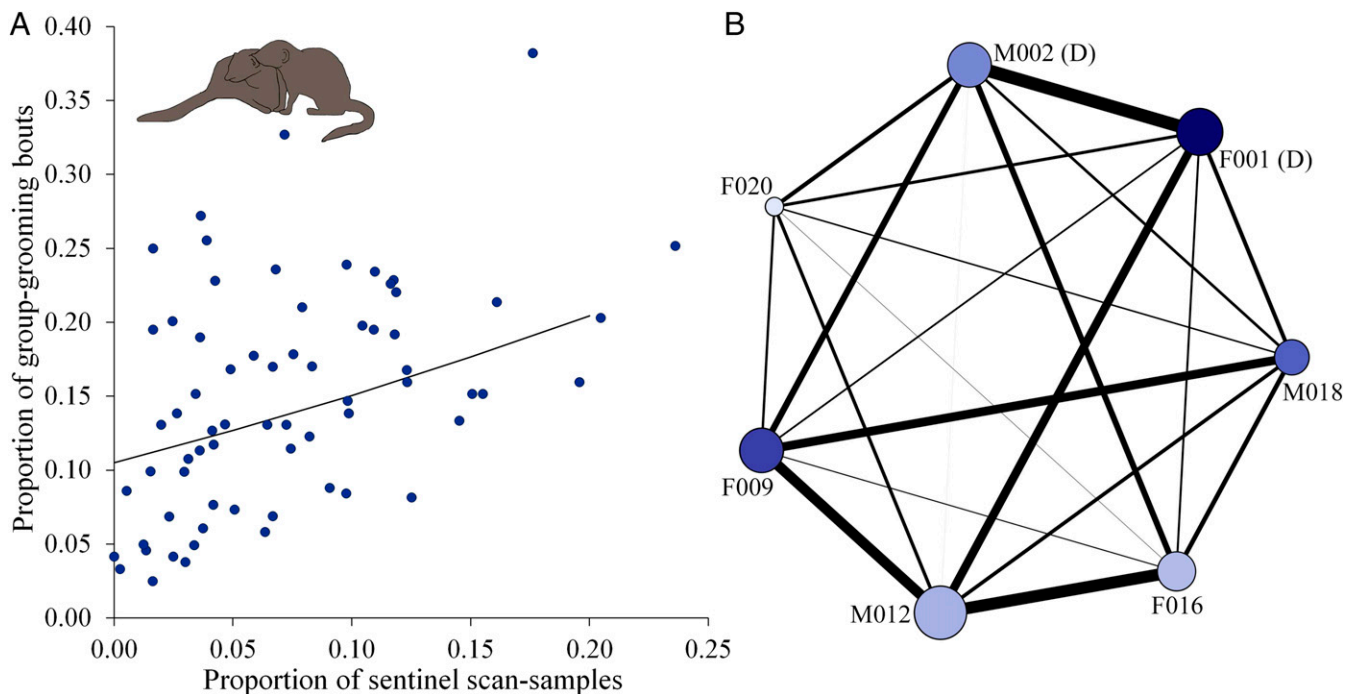 A
Proportion of group-grooming bouts
0.40
0.35
0.30
0.25
0.20
0.15
0.10
0.05
0.00
0.00 0.05 0.10 0.15 0.20 0.25
Proportion of sentinel scan-samples
B
M002 (D)
F001 (D)
F020
M018
F009
F016
M012